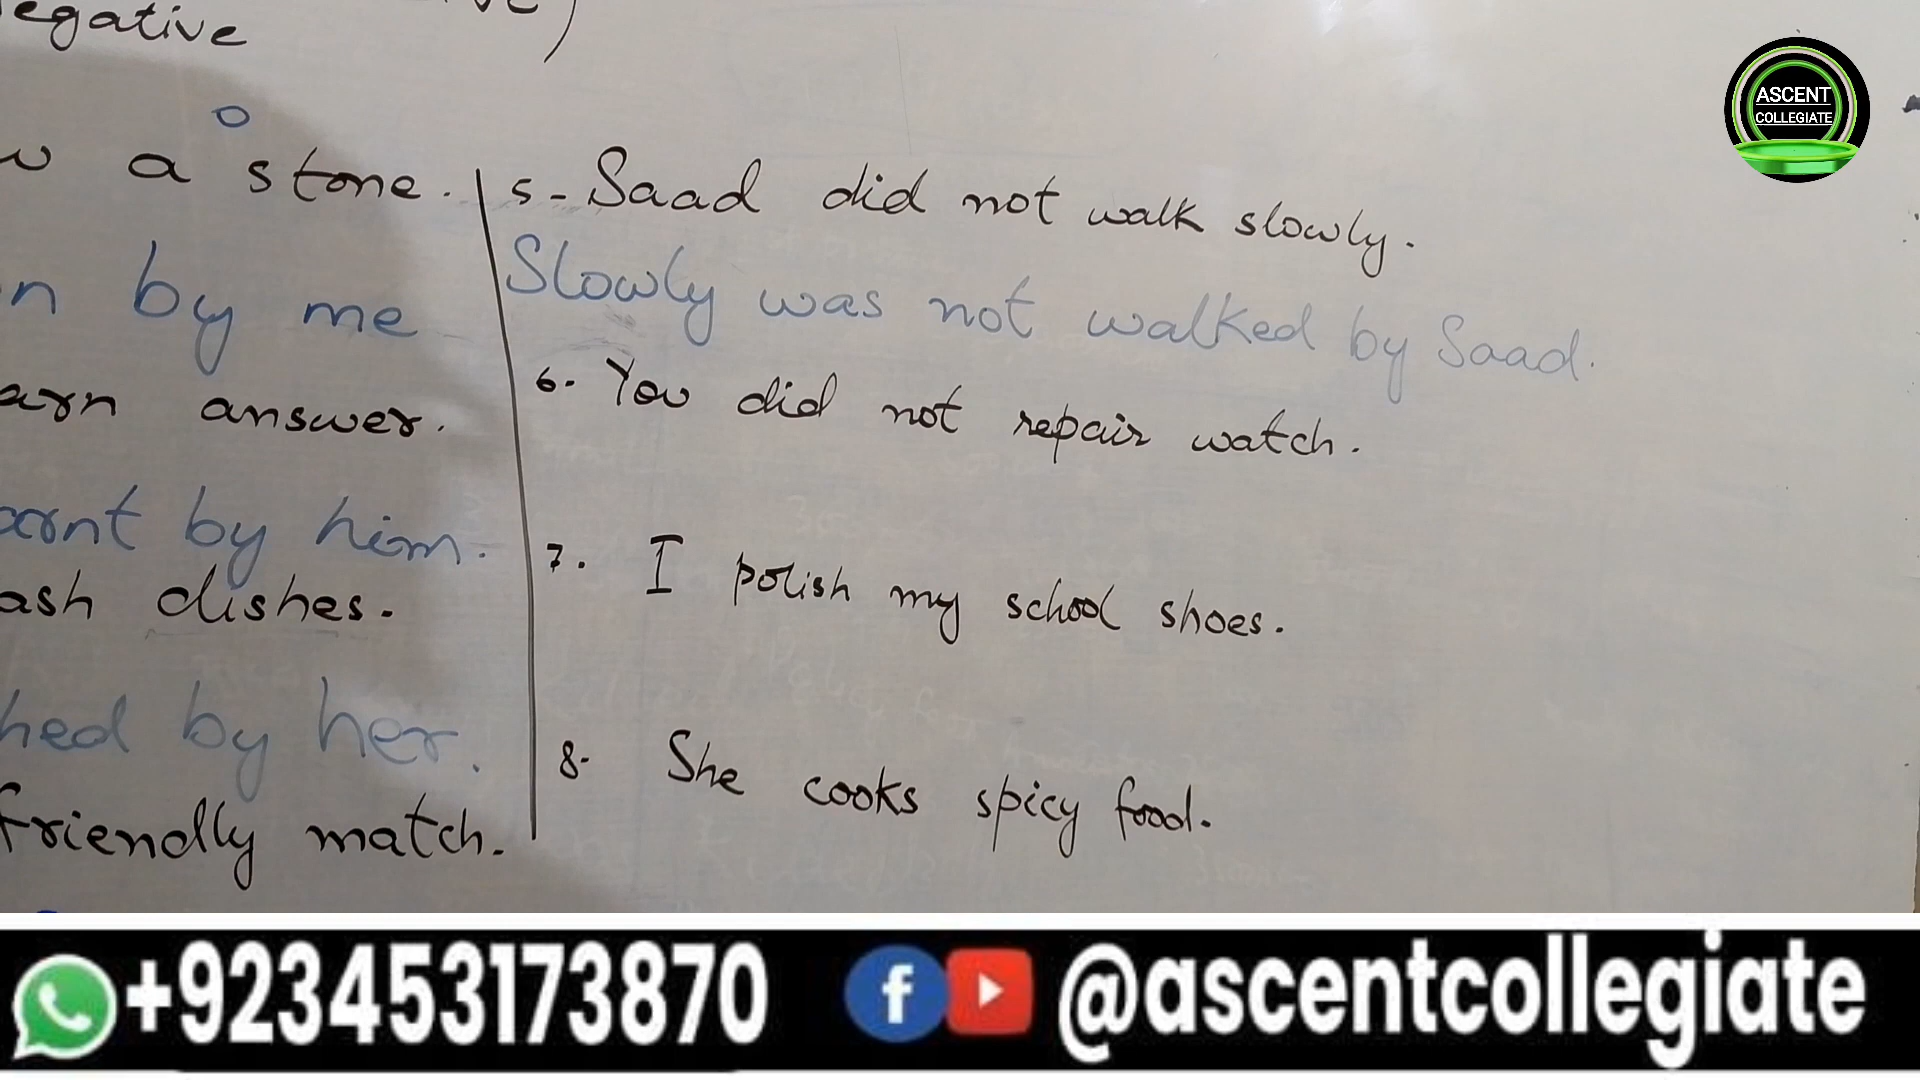 egative
o
a stone.
n by me
arn answer.
by him.
ash dishes.
hed by her.
friendly match.
5- Saad did not walk slowly.
Slowly was not walked by Saad.
6. You did not repair watch.
7. I polish my school shoes.
8- She cooks spicy food.
ASCENT
COLLEGIATE
+923453173870 @ascentcollegiate